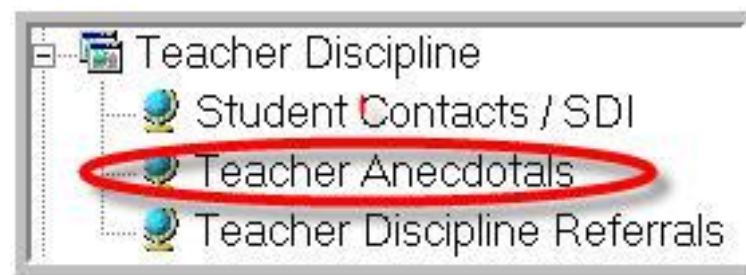 Teacher Discipline
Student Contacts / SDI
Teacher Anecdotals
Teacher Discipline Referrals